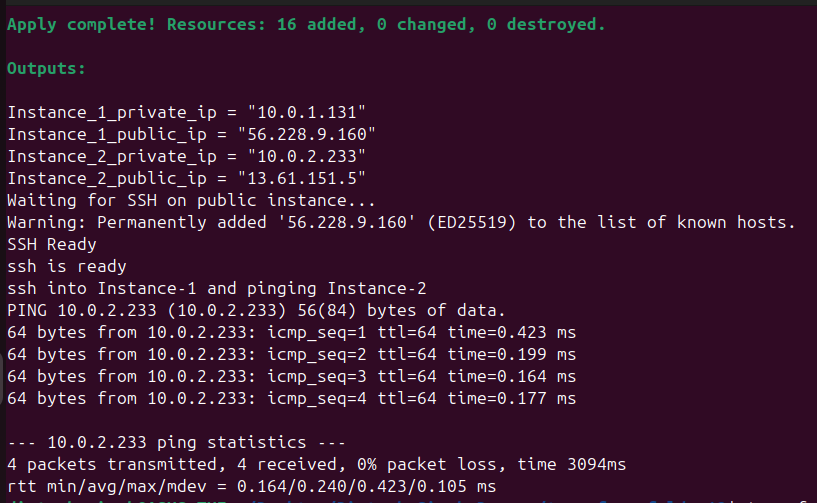 Apply complete! Resources: 16 added, 0 changed, 0 destroyed.
Outputs:
Instance_1_private_ip = "10.0.1.131"
Instance_1_public_ip = "56.228.9.160"
Instance_2_private_ip = "10.0.2.233"
Instance_2_public_ip = "13.61.151.5"
Waiting for SSH on public instance...
Warning: Permanently added '56.228.9.160' (ED25519) to the list of known hosts.
SSH Ready
ssh is ready
ssh into Instance-1 and pinging Instance-2
PING 10.0.2.233 (10.0.2.233) 56(84) bytes of data.
64 bytes from 10.0.2.233: icmp_seq=1 ttl=64 time=0.423 ms
64 bytes from 10.0.2.233: icmp_seq=2 ttl=64 time=0.199 ms
64 bytes from 10.0.2.233: icmp_seq=3 ttl=64 time=0.164 ms
64 bytes from 10.0.2.233: icmp_seq=4 ttl=64 time=0.177 ms
--- 10.0.2.233 ping statistics ---
4 packets transmitted, 4 received, 0% packet loss, time 3094ms
rtt min/avg/max/mdev = 0.164/0.240/0.423/0.105 ms